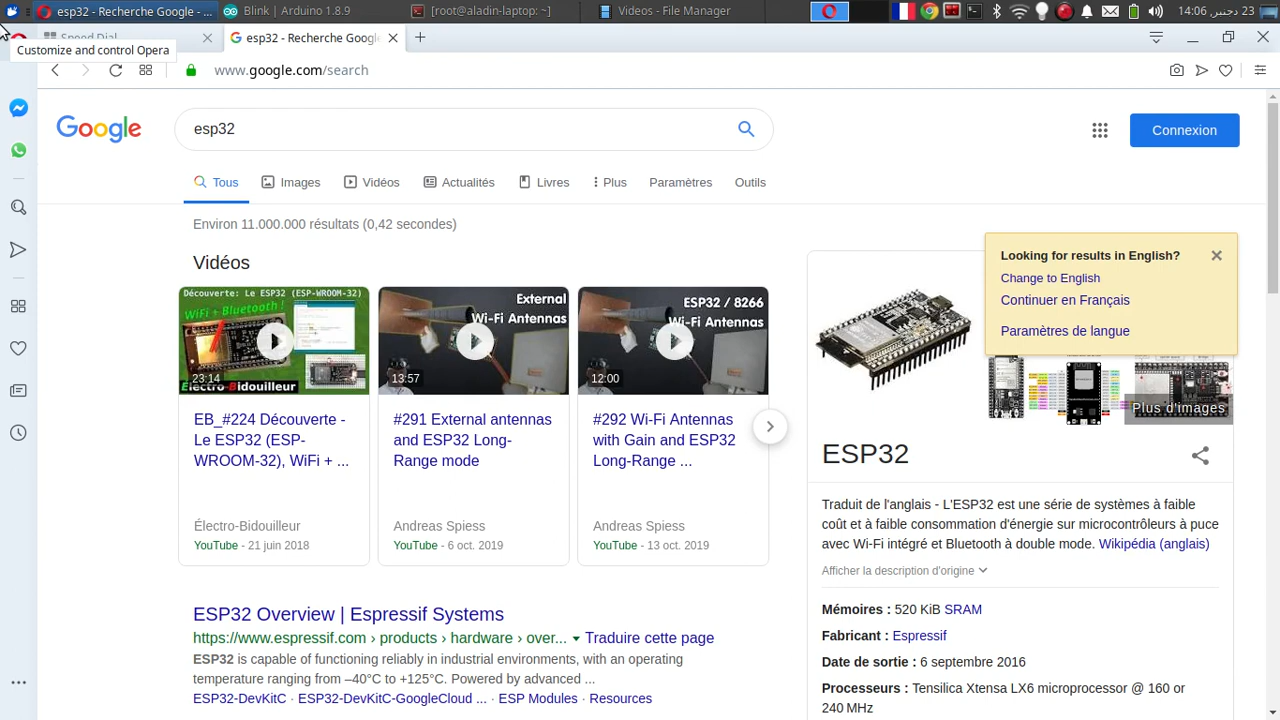 esp32 - Recherche Google - ...
Blink | Arduino 1.8.9
[root@aladin-laptop: ~]
Videos - File Manager
14:06 ,23 دجنبر
Speed Dial
esp32 - Recherche Googl
Customize and control Opera
www.google.com/search
Google
esp32
Connexion
Tous
Images
Vidéos
Actualités
Livres
Plus
Paramètres
Outils
Environ 11.000.000 résultats (0,42 secondes)
Vidéos
Découverte: Le ESP32 (ESP-WROOM-32)
WiFi + Bluetooth !
23:14
Électro-Bidouilleur
External
Wi-Fi Antennas
13:57
ESP32 / 8266
Wi-Fi Antennas
12:00
EB_#224 Découverte -
Le ESP32 (ESP-
WROOM-32), WiFi + ...
Électro-Bidouilleur
YouTube - 21 juin 2018
#291 External antennas
and ESP32 Long-
Range mode
Andreas Spiess
YouTube - 6 oct. 2019
#292 Wi-Fi Antennas
with Gain and ESP32
Long-Range ...
Andreas Spiess
YouTube - 13 oct. 2019
ESP32 Overview | Espressif Systems
https://www.espressif.com › products › hardware › over... Traduire cette page
ESP32 is capable of functioning reliably in industrial environments, with an operating
temperature ranging from –40°C to +125°C. Powered by advanced ...
ESP32-DevKitC · ESP32-DevKitC-GoogleCloud ... · ESP Modules · Resources
Looking for results in English?
Change to English
Continuer en Français
Paramètres de langue
Plus d'images
ESP32
Traduit de l'anglais - L'ESP32 est une série de systèmes à faible
coût et à faible consommation d'énergie sur microcontrôleurs à puce
avec Wi-Fi intégré et Bluetooth à double mode. Wikipédia (anglais)
Afficher la description d'origine
Mémoires : 520 KiB SRAM
Fabricant : Espressif
Date de sortie : 6 septembre 2016
Processeurs : Tensilica Xtensa LX6 microprocessor @ 160 or
240 MHz